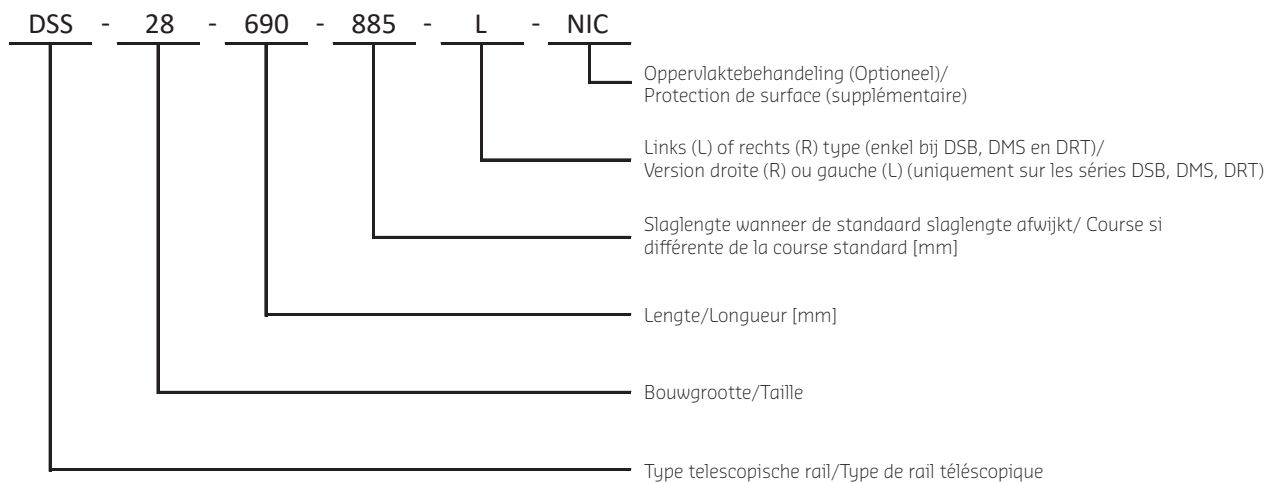 DSS - 28 - 690 - 885 - L - NIC
Oppervlaktebehandeling (Optioneel)/
Protection de surface (supplémentaire)
Links (L) of rechts (R) type (enkel bij DSB, DMS en DRT)/
Version droite (R) ou gauche (L) (uniquement sur les séries DSB, DMS, DRT)
Slaglengte wanneer de standaard slaglengte afwijkt/ Course si
différente de la course standard [mm]
Lengte/Longueur [mm]
Bouwgrootte/Taille
Type telescopische rail/Type de rail téléscopique